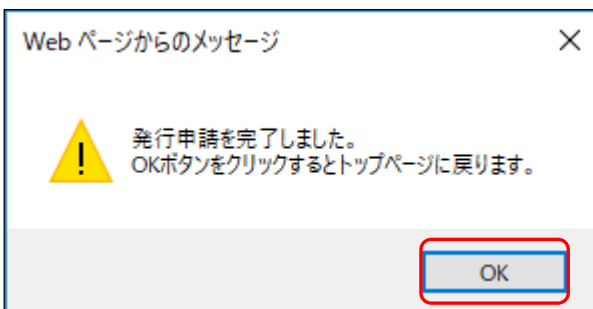 Web ページからのメッセージ
発行申請を完了しました。
OKボタンをクリックするとトップページに戻ります。
OK